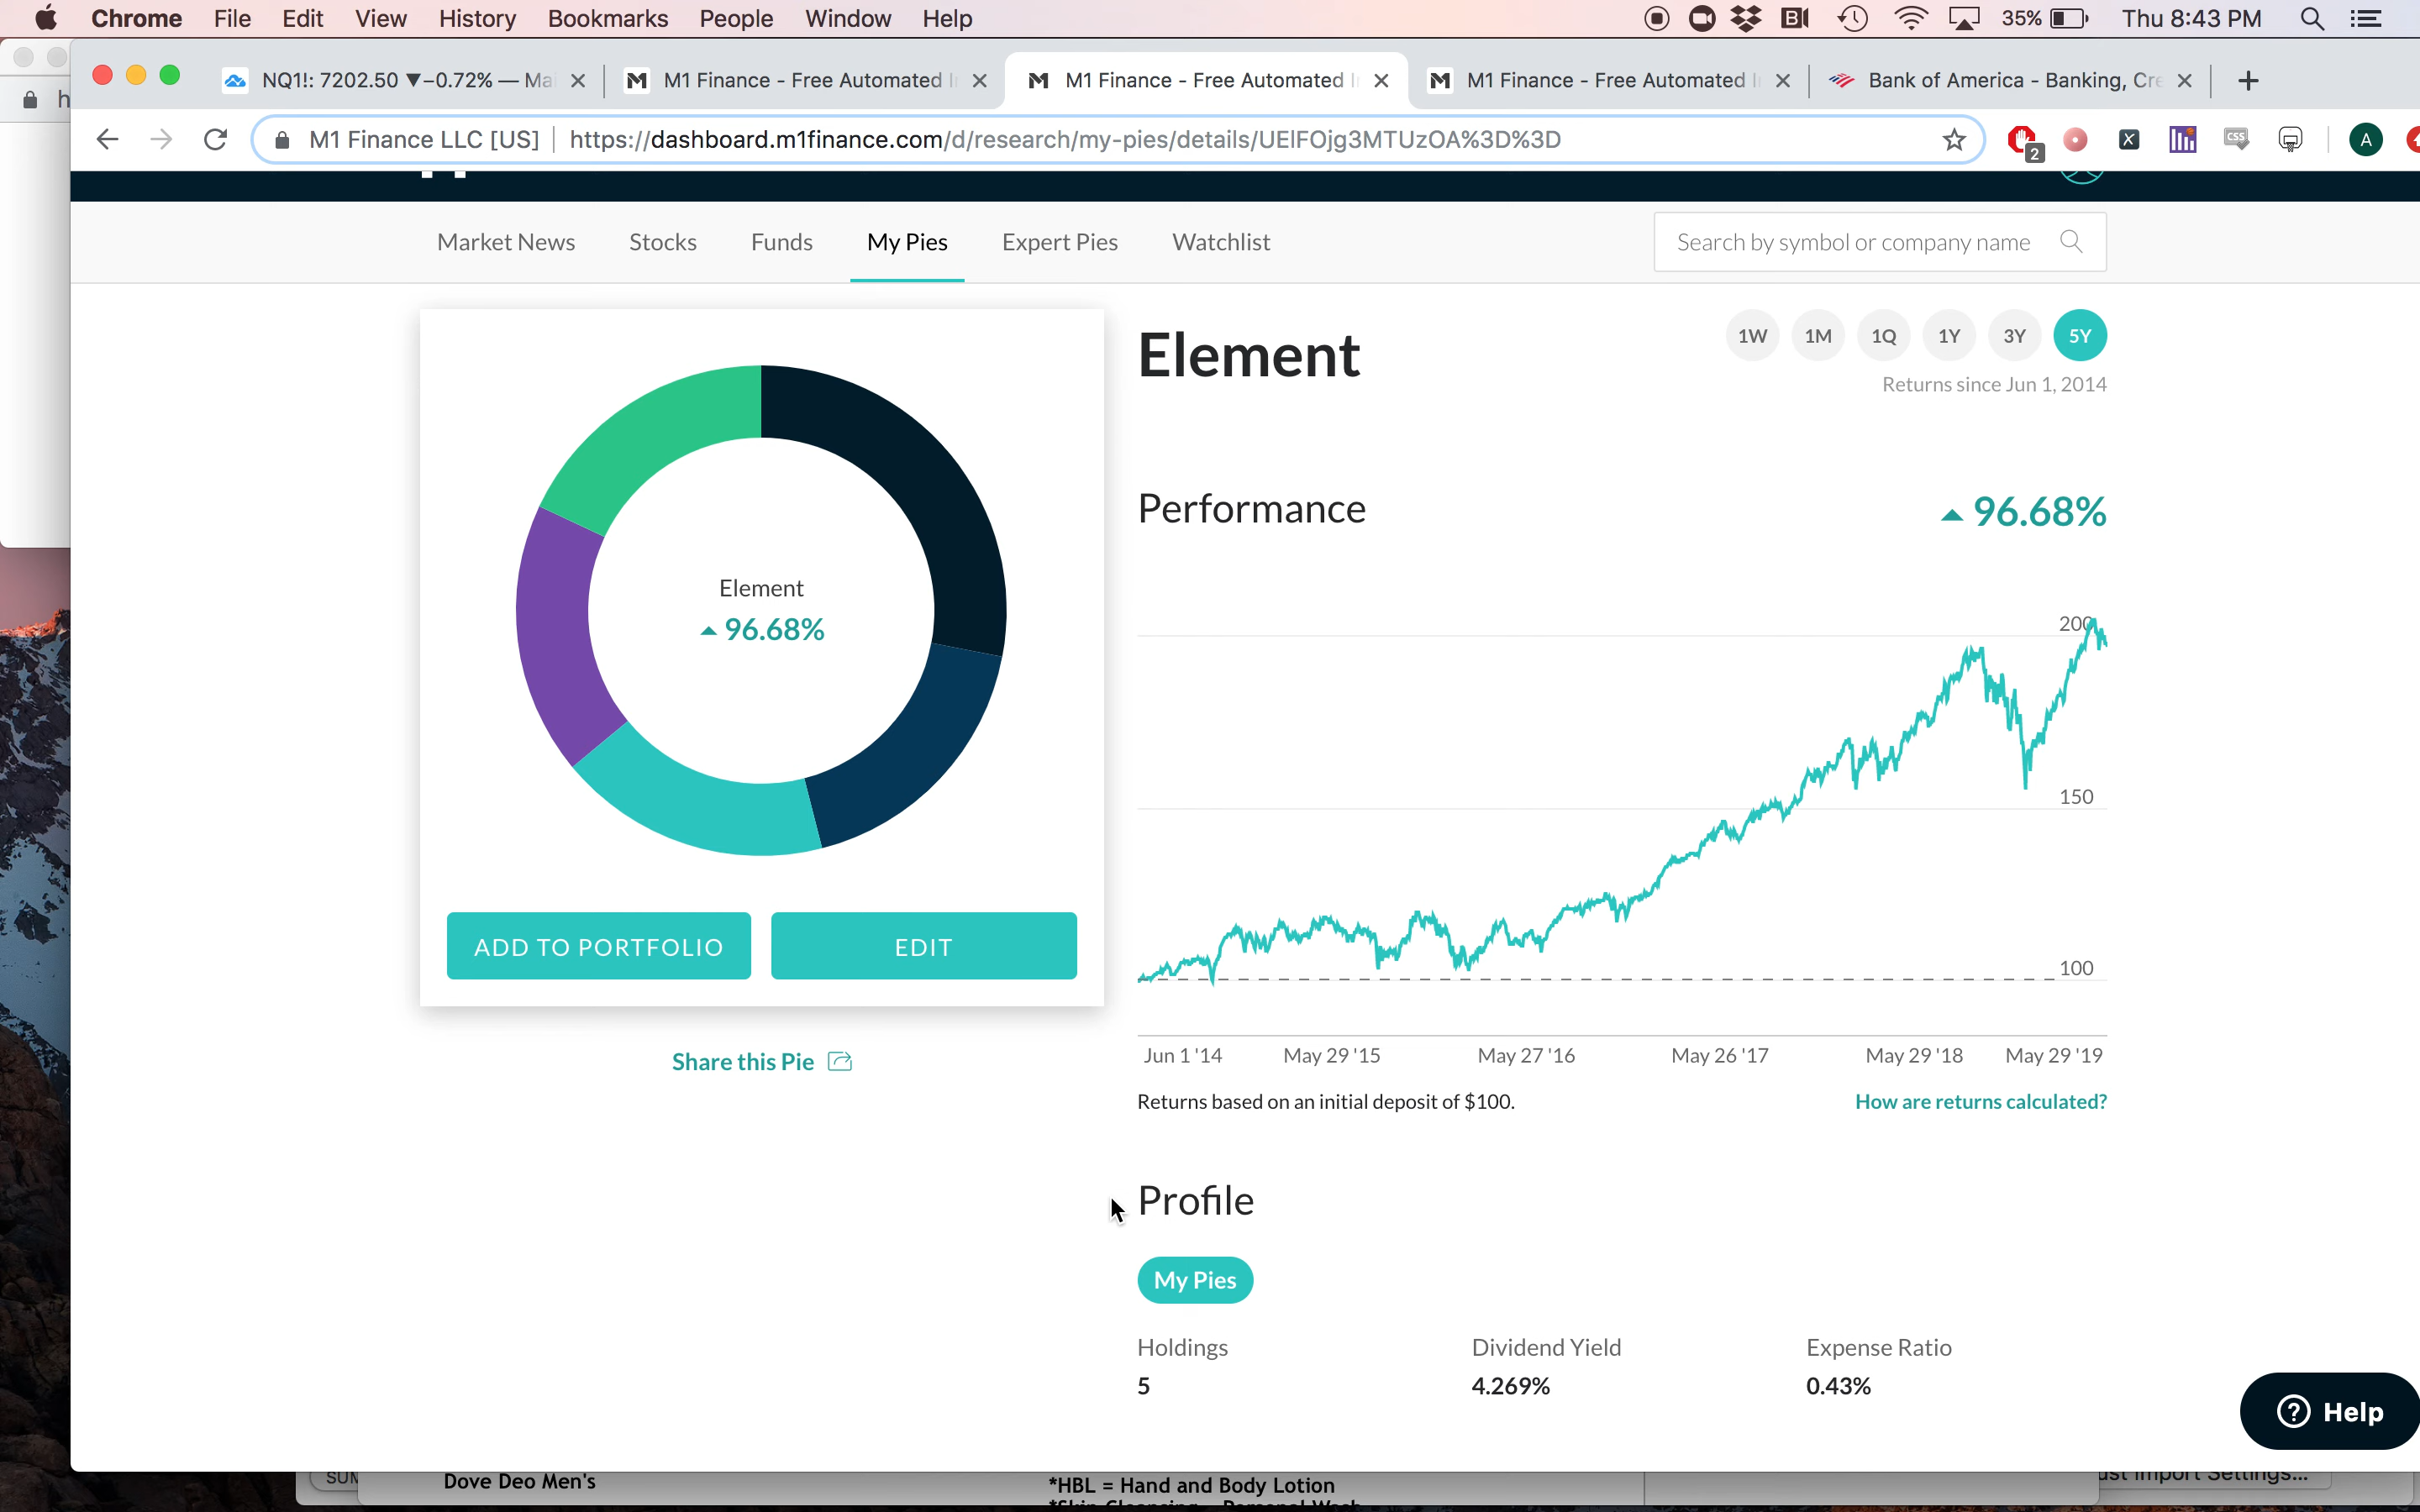 Chrome File Edit View History Bookmarks People Window Help 35% Thu 8:43 PM
NQ1!: 7202.50 ▼−0.72% — Ma M1 Finance - Free Automated M1 Finance - Free Automated M1 Finance - Free Automated Bank of America - Banking, Cre
M1 Finance LLC [US] https://dashboard.m1finance.com/d/research/my-pies/details/UElFOjg3MTUzOA%3D%3D 2 CSS A
Market News Stocks Funds My Pies Expert Pies Watchlist Search by symbol or company name
Element 1W 1M 1Q 1Y 3Y 5Y
Returns since Jun 1, 2014
Performance 96.68%
Element
96.68%
200
150
100
ADD TO PORTFOLIO EDIT
Jun 1 '14 May 29 '15 May 27 '16 May 26 '17 May 29 '18 May 29 '19
Share this Pie
Returns based on an initial deposit of $100. How are returns calculated?
Profile
My Pies
Holdings Dividend Yield Expense Ratio
5 4.269% 0.43%
Help
Dove Deo Men's *HBL = Hand and Body Lotion